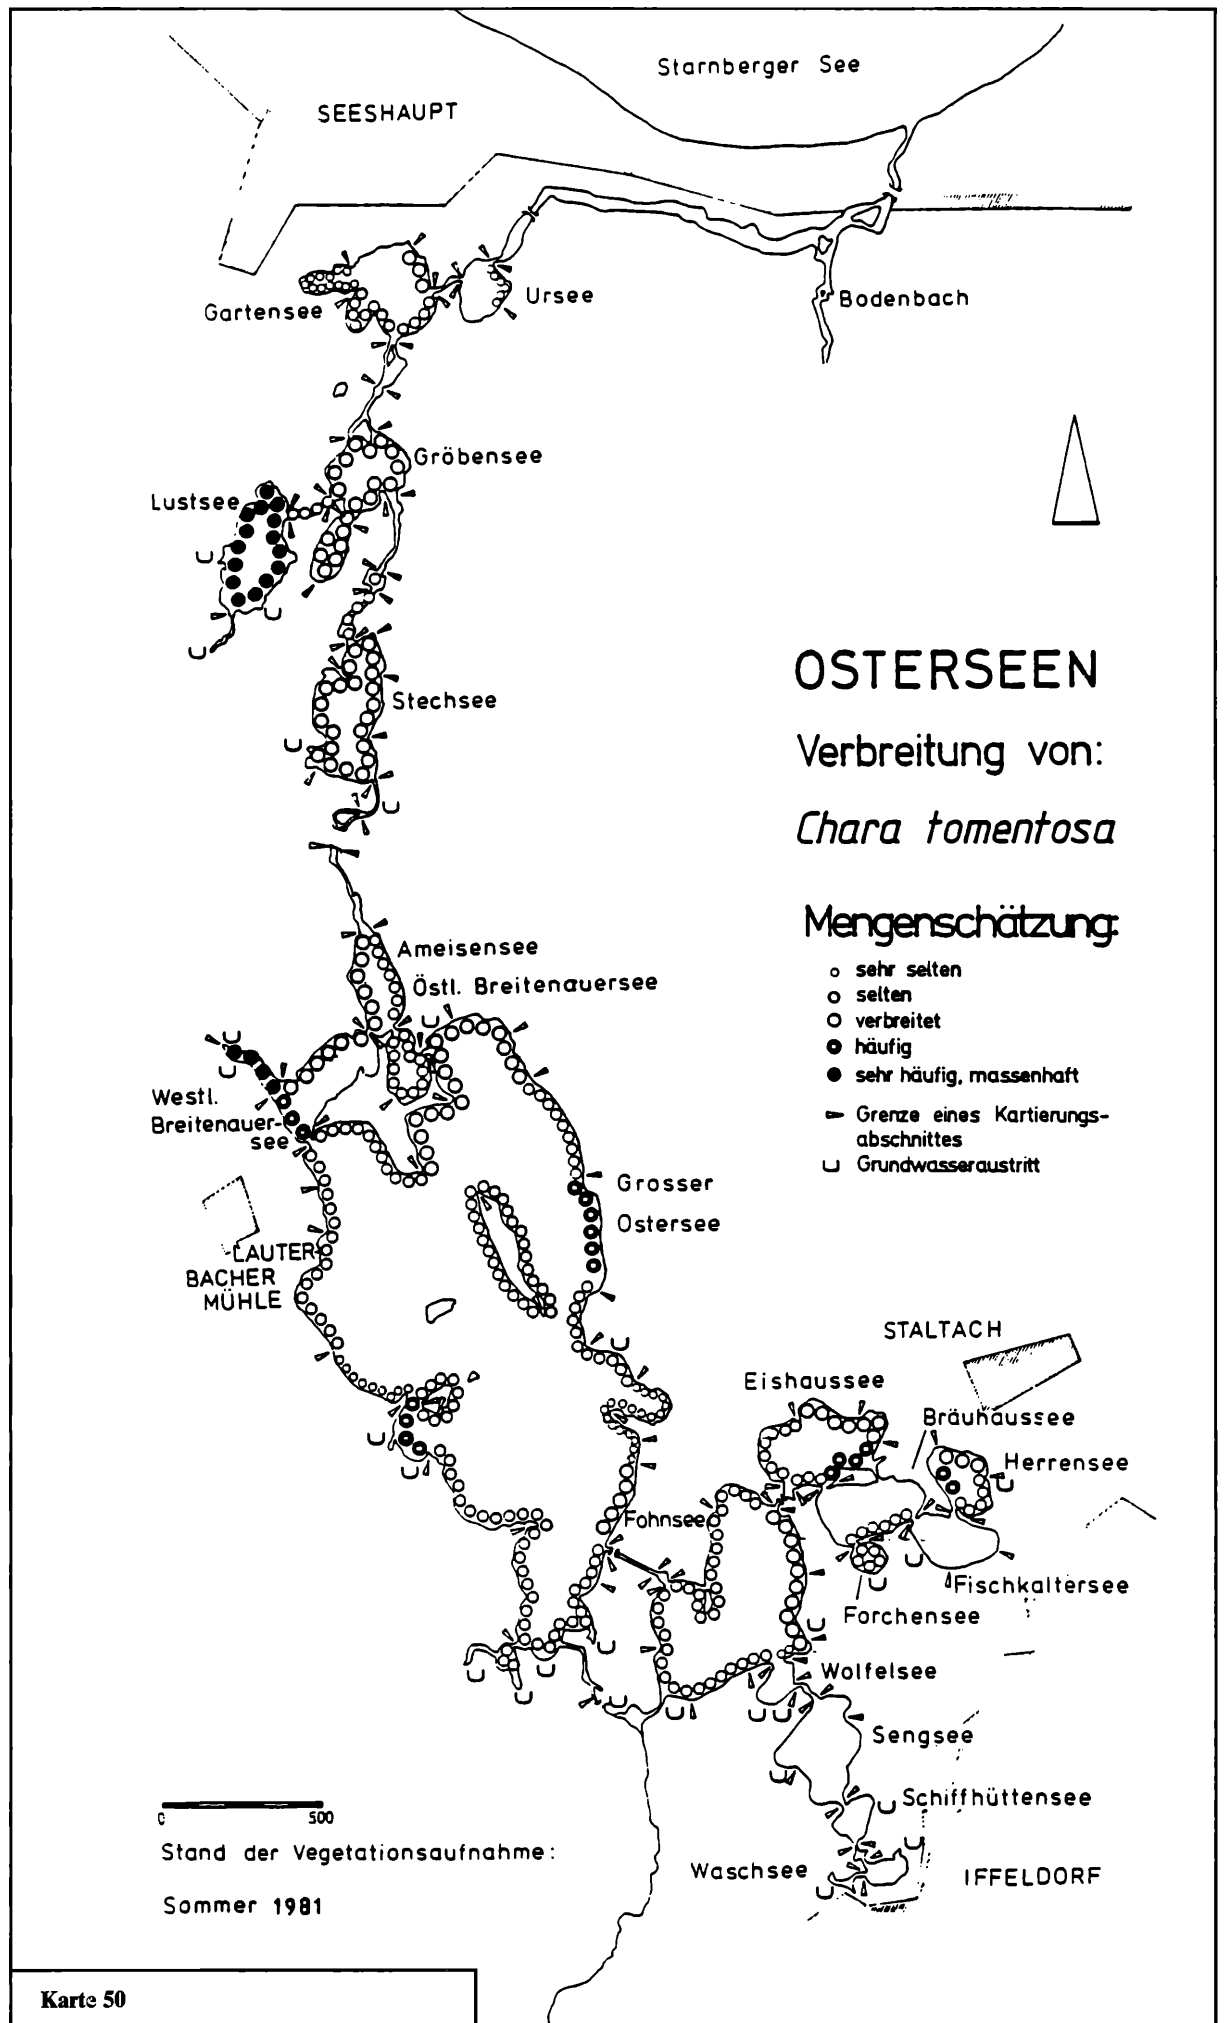 Starnberger See
SEESHAUPT
Gartensee
Ursee
Bodenbach
Gröbensee
Lustsee
Stechsee
OSTERSEEN
Verbreitung von:
Chara tomentosa
Mengenschätzung:
sehr selten
selten
verbreitet
häufig
sehr häufig, massenhaft
Grenze eines Kartierungs-
abschnittes
Grundwasseraustritt
Ameisensee
Östl. Breitenauersee
Westl.
Breitenauer-
see
Grosser
Ostersee
LAUTER-
BACHER
MÜHLE
STALTACH
Eishaussee
Bräuhaussee
Herrensee
Fohnsee
Fischkaltersee
Forchensee
Wolfelsee
Sengsee
Schiffhüttensee
Waschsee
IFFELDORF
0 500
Stand der Vegetationsaufnahme:
Sommer 1981
Karte 50